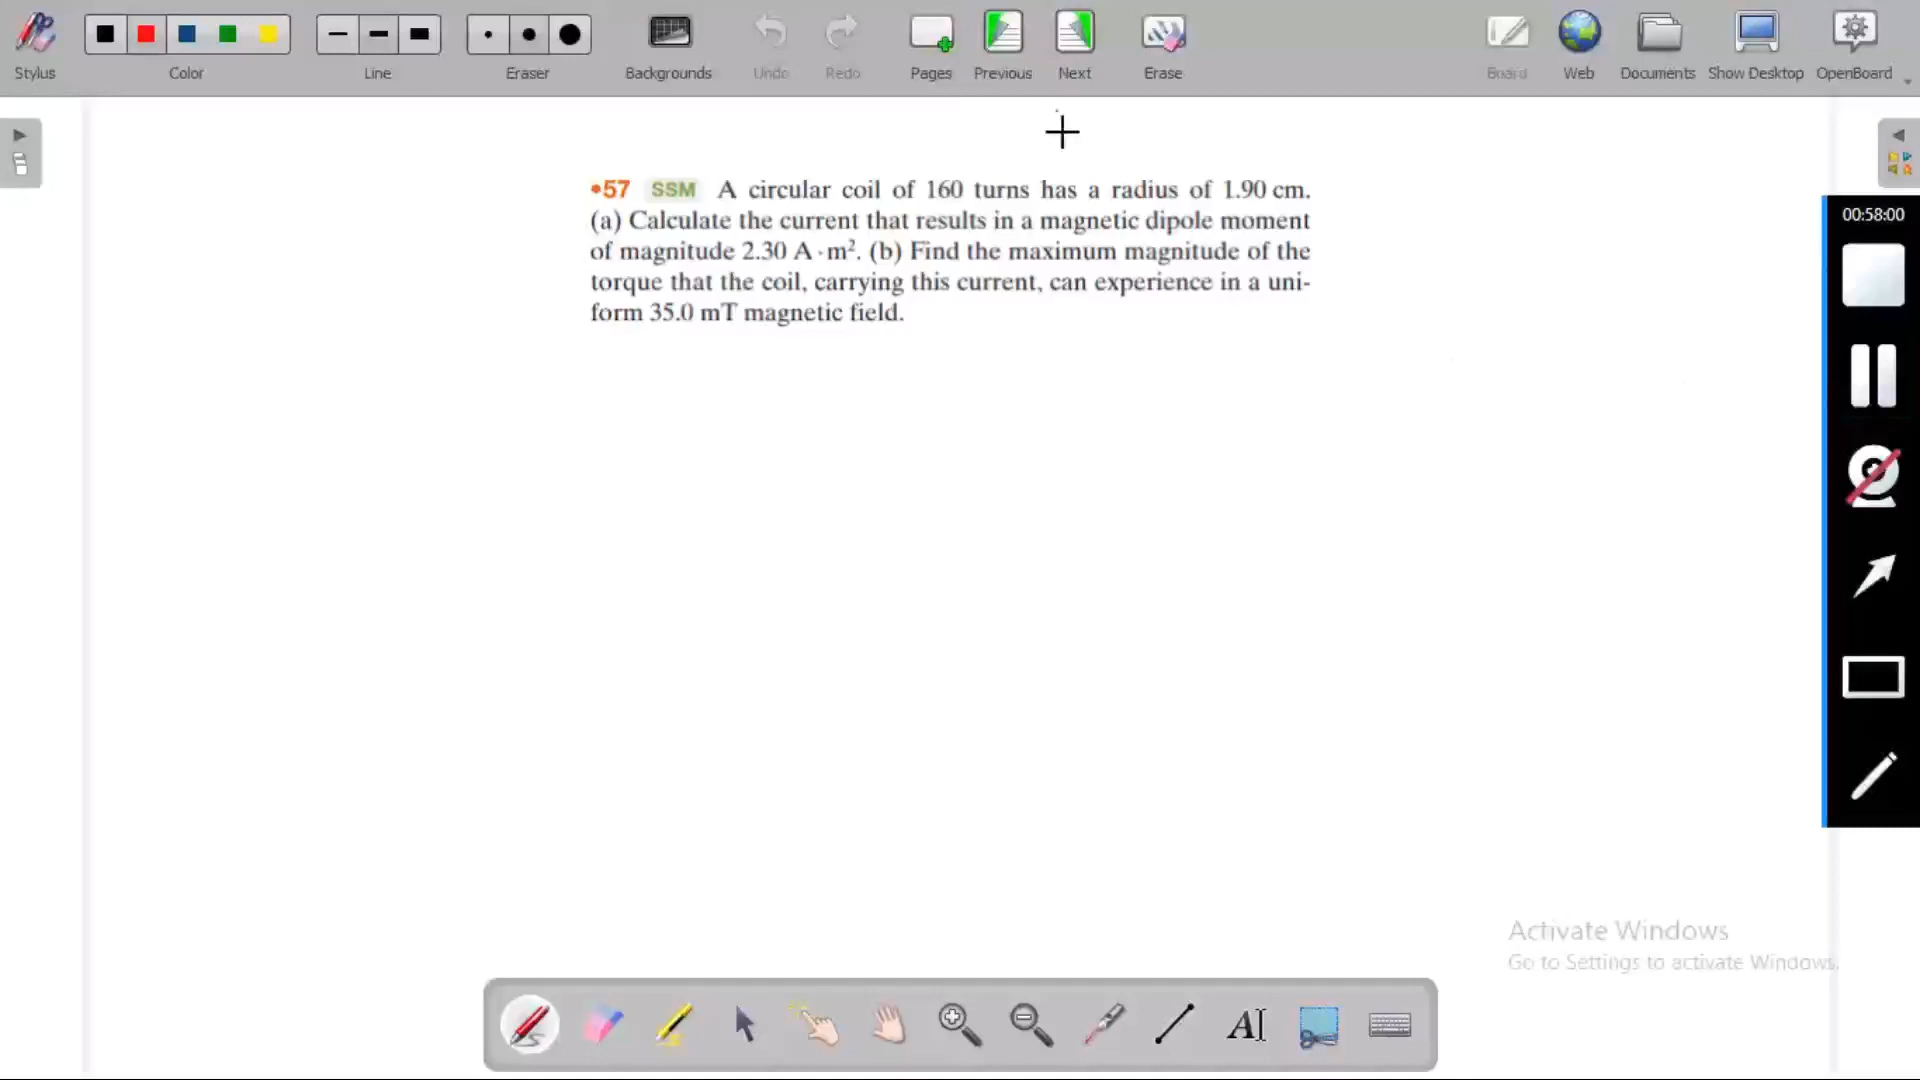 Stylus Color Line Eraser Backgrounds Undo Redo Pages Previous Next Erase Board Web Documents Show Desktop OpenBoard
00:58:00
•57 SSM A circular coil of 160 turns has a radius of 1.90 cm.
(a) Calculate the current that results in a magnetic dipole moment
of magnitude 2.30 A·m². (b) Find the maximum magnitude of the
torque that the coil, carrying this current, can experience in a uni-
form 35.0 mT magnetic field.
Activate Windows
Go to Settings to activate Windows.
AI